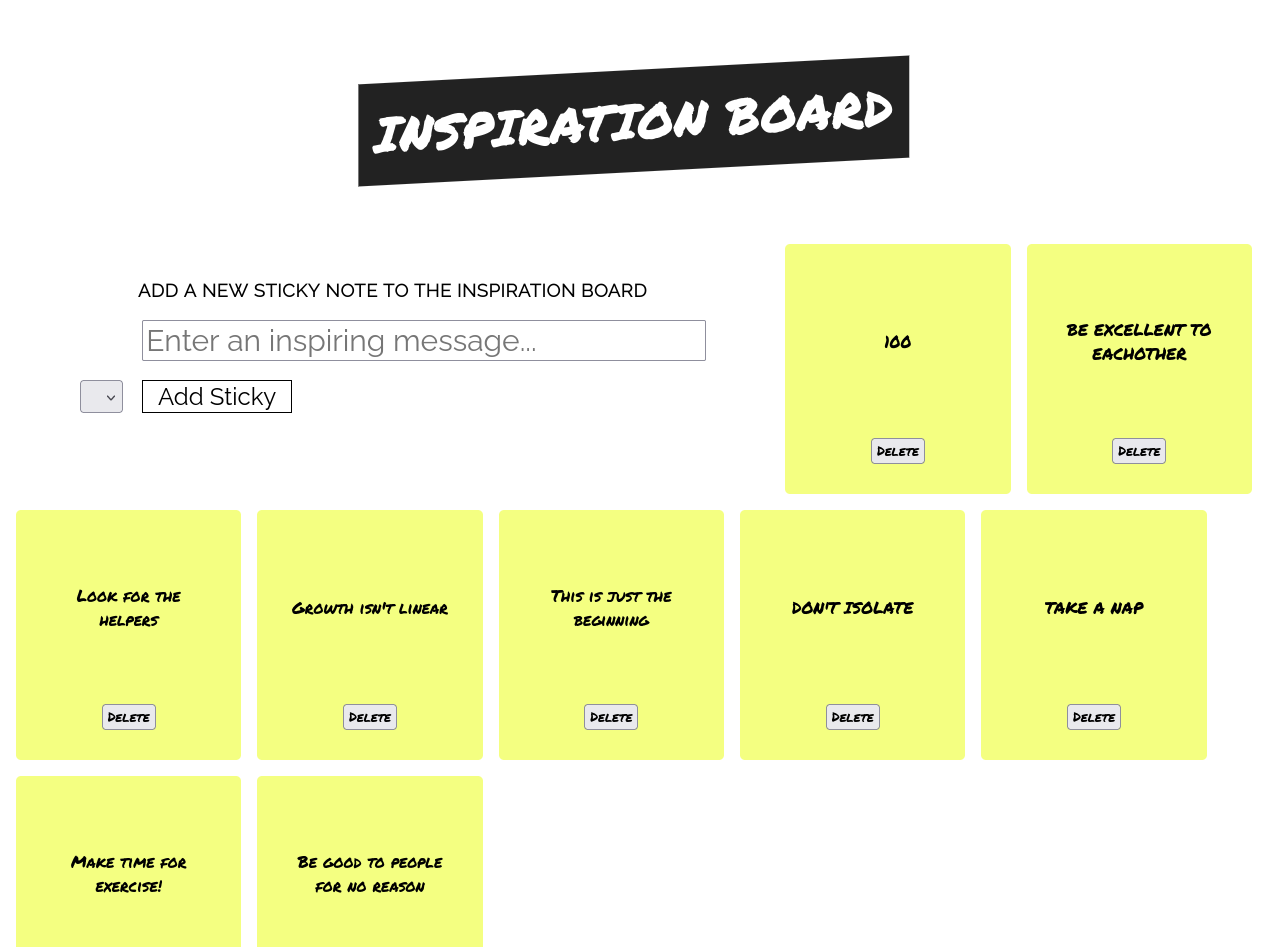 INSPIRATION BOARD
ADD A NEW STICKY NOTE TO THE INSPIRATION BOARD
Enter an inspiring message...
Add Sticky
100
Delete
BE EXCELLENT TO
EACHOTHER
Delete
Look for the
helpers
Delete
Growth isn't linear
Delete
This is just the
beginning
Delete
DON'T ISOLATE
Delete
TAKE A NAP
Delete
Make time for
exercise!
Be good to people
for no reason